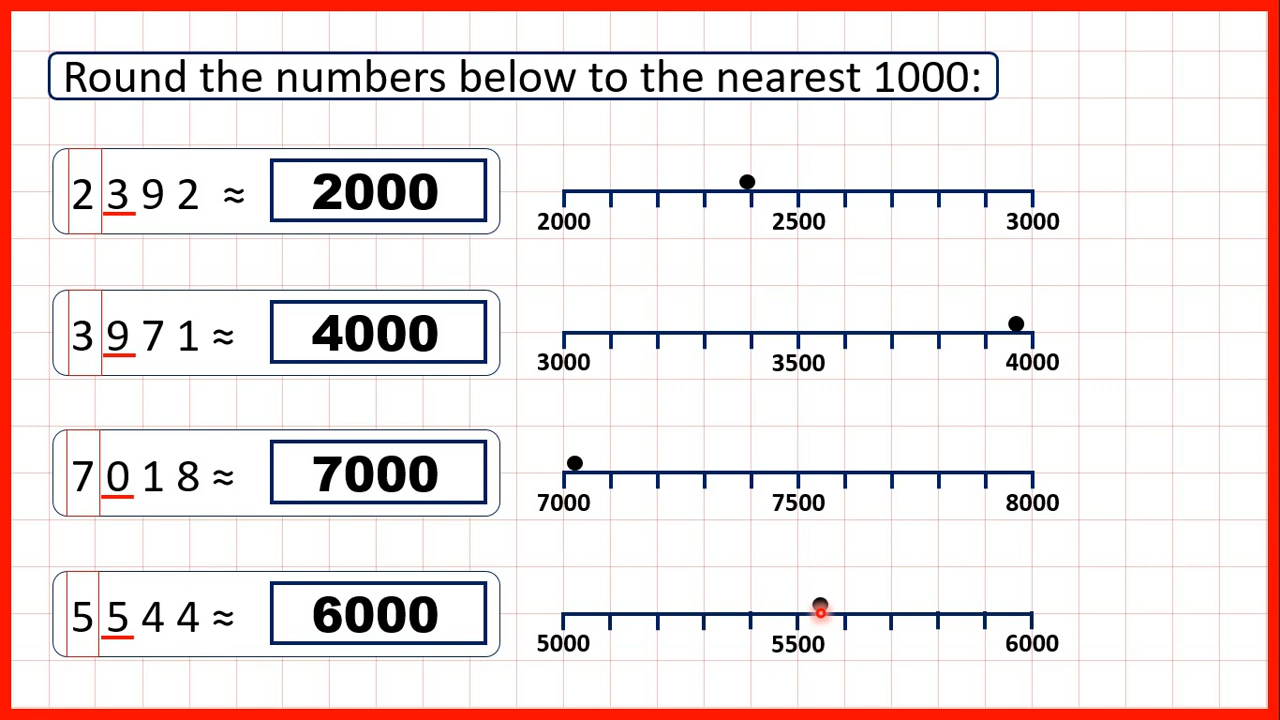 Round the numbers below to the nearest 1000:
2 3 9 2 ≈ 2000
2000 2500 3000
3 9 7 1 ≈ 4000
3000 3500 4000
7 0 1 8 ≈ 7000
7000 7500 8000
5 5 4 4 ≈ 6000
5000 5500 6000